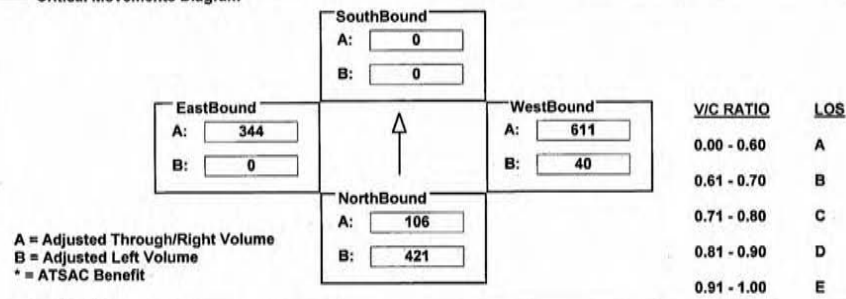 Critical Movements Diagram
SouthBound
A: 0
B: 0
EastBound
A: 344
B: 0
WestBound
A: 611
B: 40
NorthBound
A: 106
B: 421
A = Adjusted Through/Right Volume
B = Adjusted Left Volume
* = ATSAC Benefit
V/C RATIO LOS
0.00 - 0.60 A
0.61 - 0.70 B
0.71 - 0.80 C
0.81 - 0.90 D
0.91 - 1.00 E